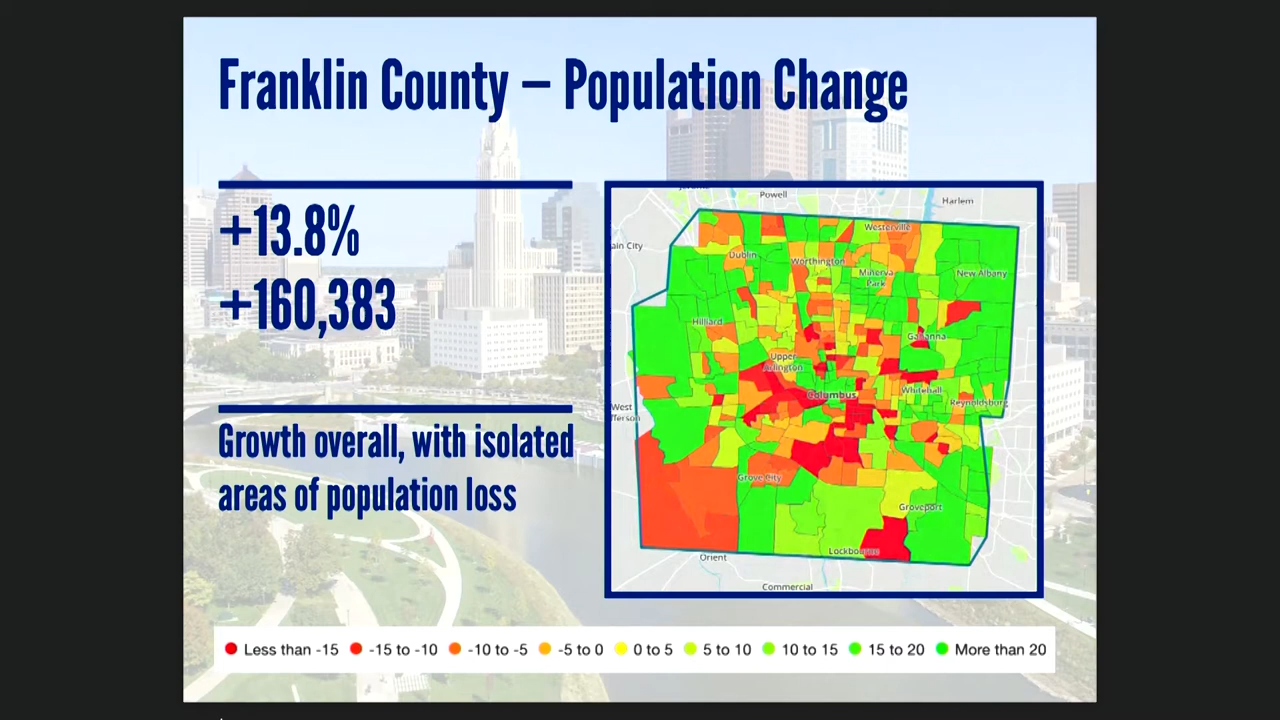 Franklin County – Population Change
+13.8%
+160,383
Growth overall, with isolated
areas of population loss
Powell
Harlem
Westerville
ain City
Dublin
Worthington
Minerva
Park
New Albany
Hilliard
Gahanna
Upper
Arlington
Columbus
Whitehall
Reynoldsburg
West
fferson
Grove City
Groveport
Orient
Lockbourne
Commercial
Less than -15
-15 to -10
-10 to -5
-5 to 0
0 to 5
5 to 10
10 to 15
15 to 20
More than 20